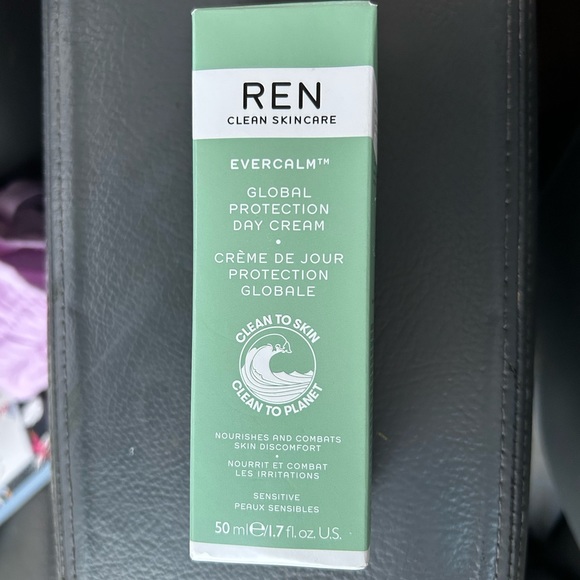 REN
CLEAN SKINCARE
EVERCALM™
GLOBAL
PROTECTION
DAY CREAM
•
CRÈME DE JOUR
PROTECTION
GLOBALE
CLEAN TO SKIN
CLEAN TO PLANET
NOURISHES AND COMBATS
SKIN DISCOMFORT
•
NOURRIT ET COMBAT
LES IRRITATIONS
SENSITIVE
PEAUX SENSIBLES
50 ml ℮/1.7 fl. oz. U.S.